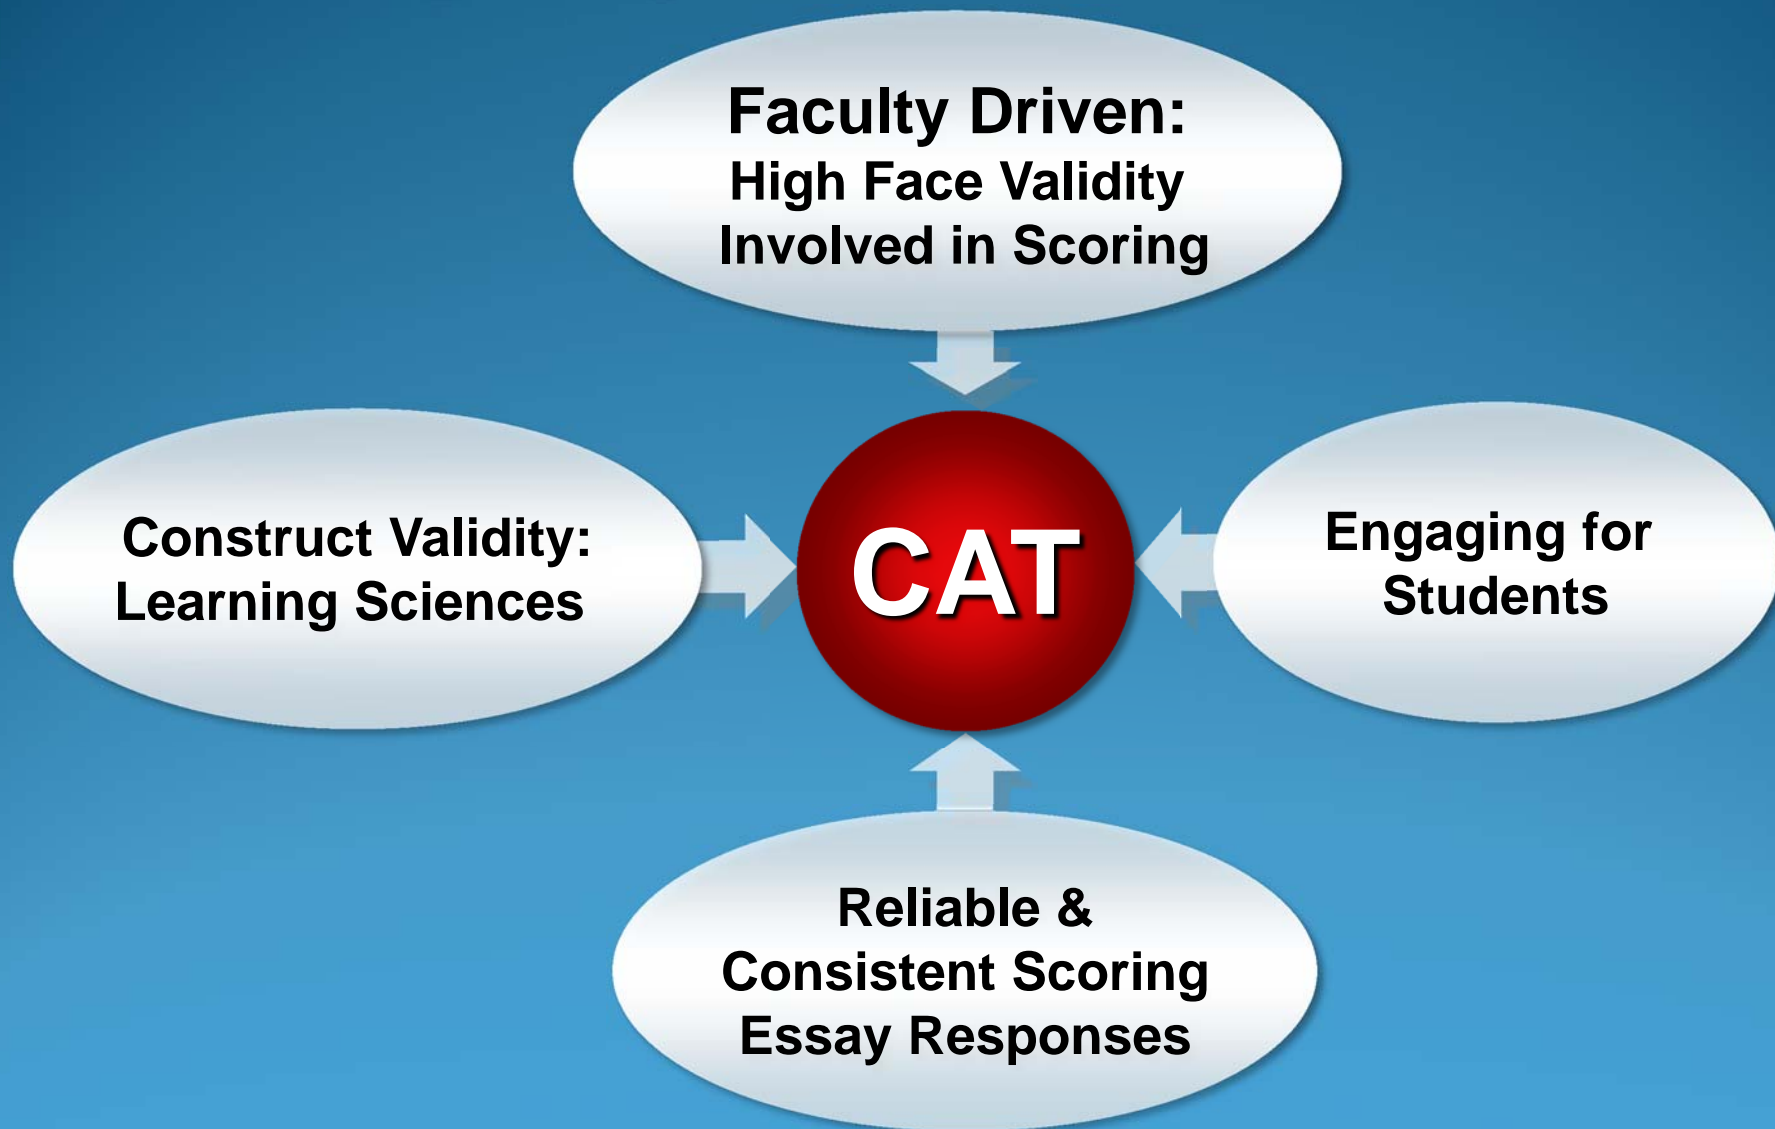 Faculty Driven:
High Face Validity
Involved in Scoring
Construct Validity:
Learning Sciences
CAT
Engaging for
Students
Reliable &
Consistent Scoring
Essay Responses